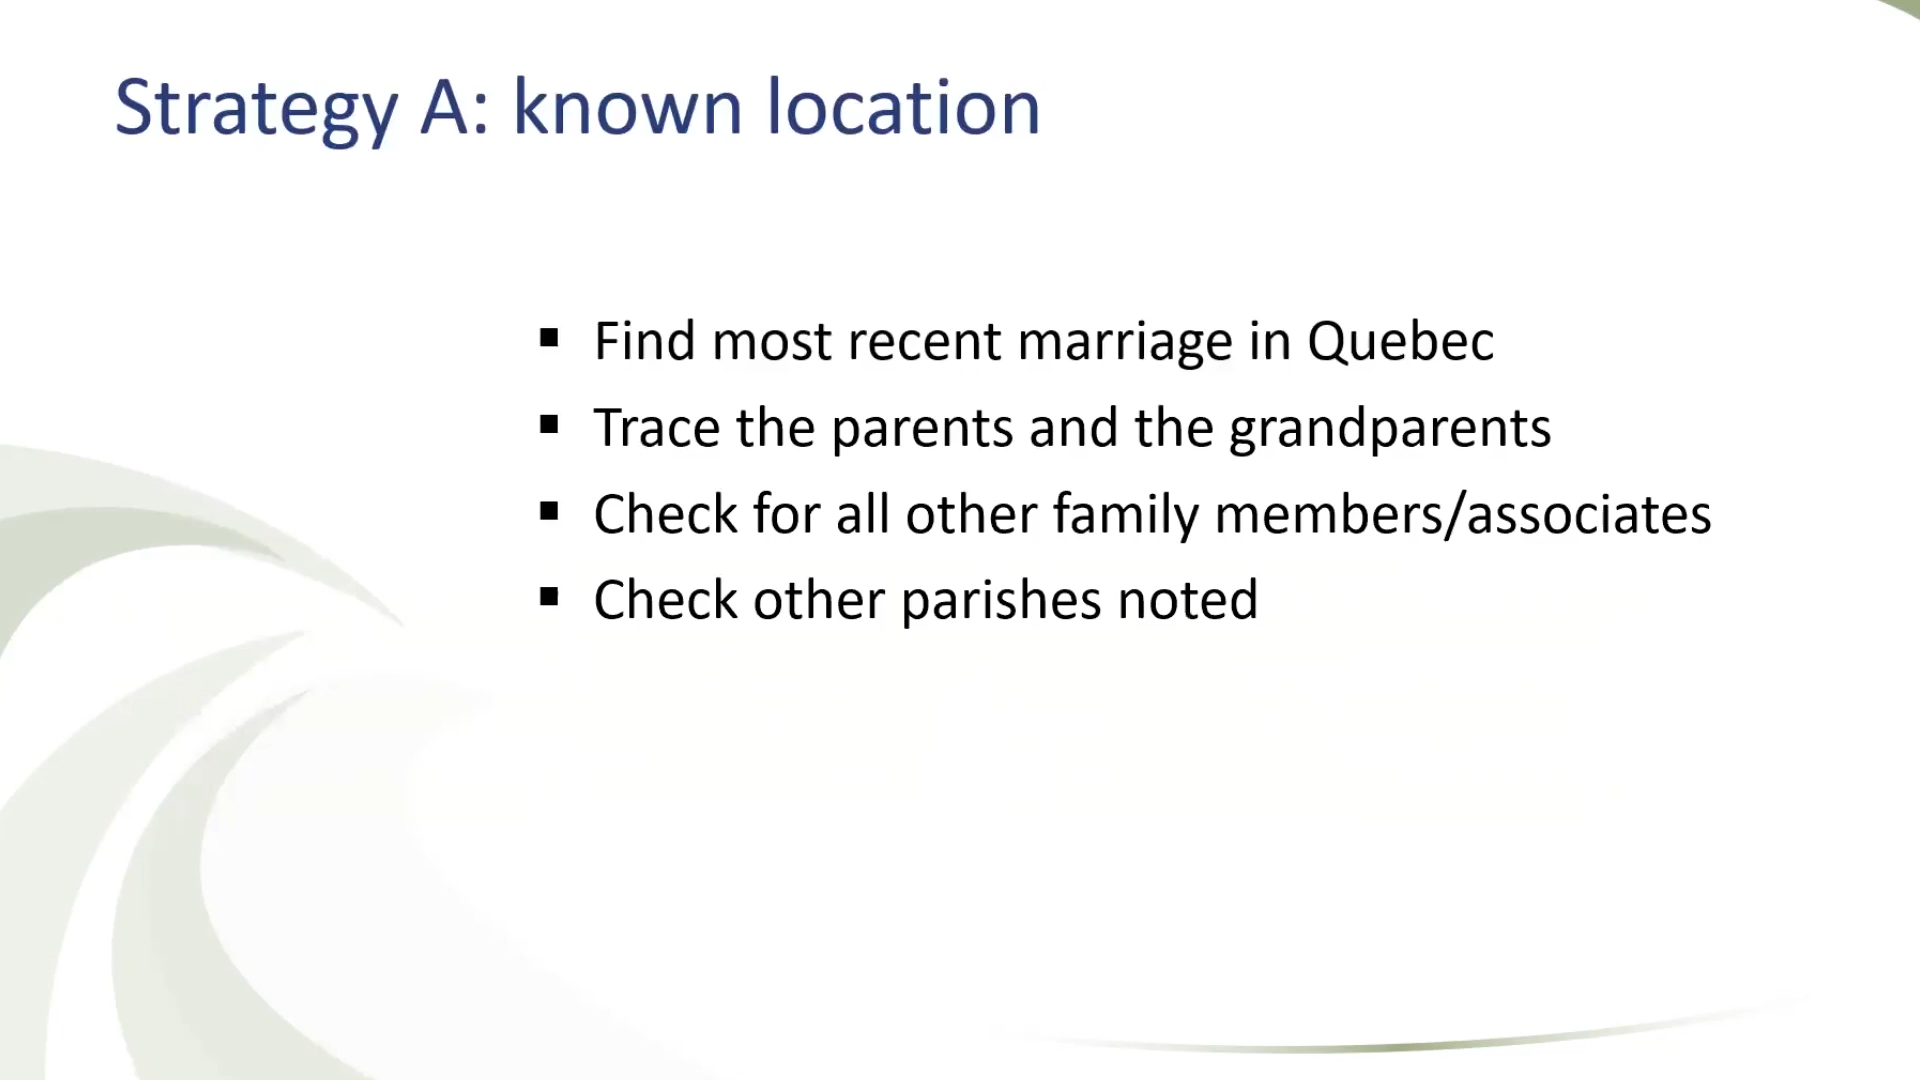 Strategy A: known location
▪ Find most recent marriage in Quebec
▪ Trace the parents and the grandparents
▪ Check for all other family members/associates
▪ Check other parishes noted